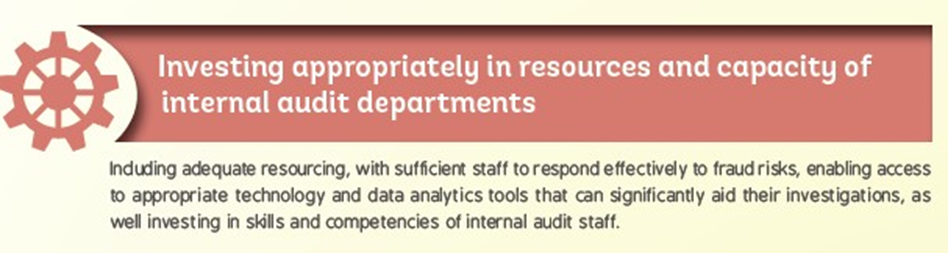 Investing appropriately in resources and capacity of
internal audit departments
Including adequate resourcing, with sufficient staff to respond effectively to fraud risks, enabling access
to appropriate technology and data analytics tools that can significantly aid their investigations, as
well investing in skills and competencies of internal audit staff.